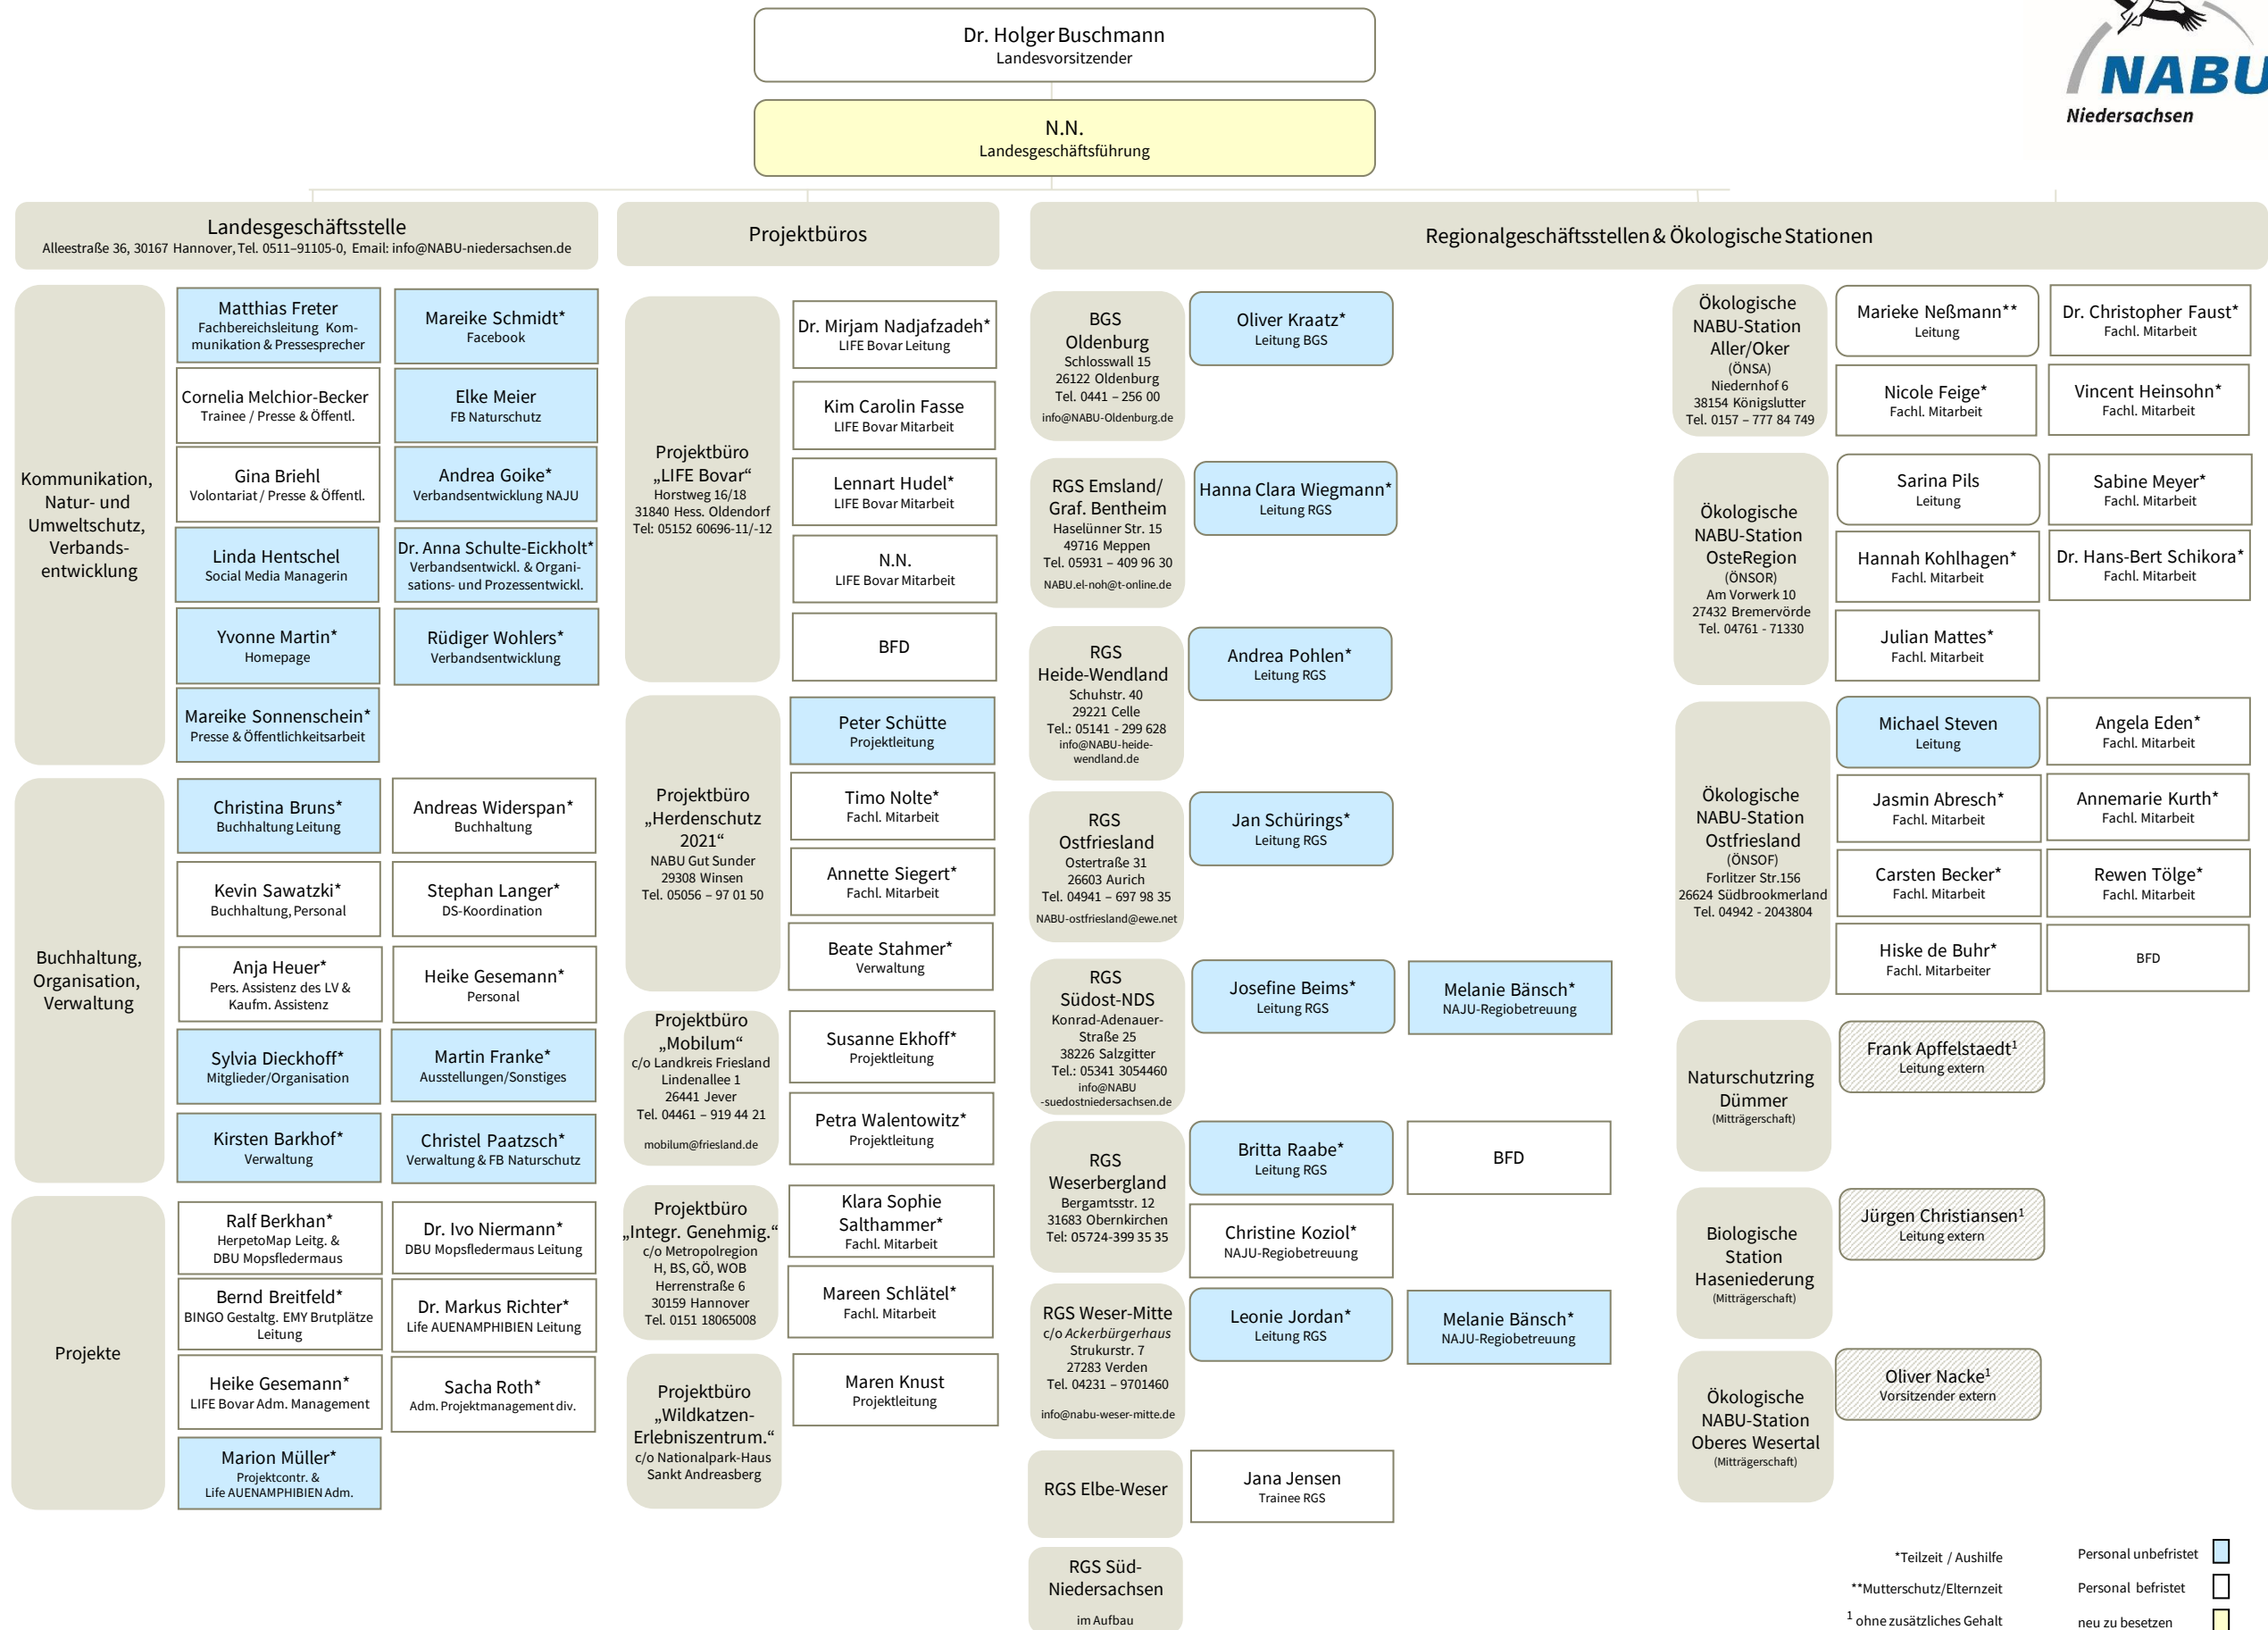 Dr. Holger Buschmann
Landesvorsitzender
NABU
Niedersachsen
N.N.
Landesgeschäftsführung
Landesgeschäftsstelle
Alleestraße 36, 30167 Hannover, Tel. 0511–91105-0, Email: info@NABU-niedersachsen.de
Projektbüros
Regionalgeschäftsstellen & Ökologische Stationen
Kommunikation,
Natur- und
Umweltschutz,
Verbands-
entwicklung
Matthias Freter
Fachbereichsleitung Kom-
munikation & Pressesprecher
Mareike Schmidt*
Facebook
Cornelia Melchior-Becker
Trainee / Presse & Öffentl.
Elke Meier
FB Naturschutz
Gina Briehl
Volontariat / Presse & Öffentl.
Andrea Goike*
Verbandsentwicklung NAJU
Linda Hentschel
Social Media Managerin
Dr. Anna Schulte-Eickholt*
Verbandsentwickl. & Organi-
sations- und Prozessentwickl.
Yvonne Martin*
Homepage
Rüdiger Wohlers*
Verbandsentwicklung
Mareike Sonnenschein*
Presse & Öffentlichkeitsarbeit
Buchhaltung,
Organisation,
Verwaltung
Christina Bruns*
Buchhaltung Leitung
Andreas Widerspan*
Buchhaltung
Kevin Sawatzki*
Buchhaltung, Personal
Stephan Langer*
DS-Koordination
Anja Heuer*
Pers. Assistenz des LV &
Kaufm. Assistenz
Heike Gesemann*
Personal
Sylvia Dieckhoff*
Mitglieder/Organisation
Martin Franke*
Ausstellungen/Sonstiges
Kirsten Barkhof*
Verwaltung
Christel Paatzsch*
Verwaltung & FB Naturschutz
Projekte
Ralf Berkhan*
HerpetoMap Leitg. &
DBU Mopsfledermaus
Dr. Ivo Niermann*
DBU Mopsfledermaus Leitung
Bernd Breitfeld*
BINGO Gestaltg. EMY Brutplätze
Leitung
Dr. Markus Richter*
Life AUENAMPHIBIEN Leitung
Heike Gesemann*
LIFE Bovar Adm. Management
Sacha Roth*
Adm. Projektmanagement div.
Marion Müller*
Projektcontr. &
Life AUENAMPHIBIEN Adm.
Projektbüro
„LIFE Bovar“
Horstweg 16/18
31840 Hess. Oldendorf
Tel: 05152 60696-11/-12
Dr. Mirjam Nadjafzadeh*
LIFE Bovar Leitung
Kim Carolin Fasse
LIFE Bovar Mitarbeit
Lennart Hudel*
LIFE Bovar Mitarbeit
N.N.
LIFE Bovar Mitarbeit
BFD
Projektbüro
„Herdenschutz
2021“
NABU Gut Sunder
29308 Winsen
Tel. 05056 – 97 01 50
Peter Schütte
Projektleitung
Timo Nolte*
Fachl. Mitarbeit
Annette Siegert*
Fachl. Mitarbeit
Beate Stahmer*
Verwaltung
Projektbüro
„Mobilum“
c/o Landkreis Friesland
Lindenallee 1
26441 Jever
Tel. 04461 – 919 44 21
mobilum@friesland.de
Susanne Ekhoff*
Projektleitung
Petra Walentowitz*
Projektleitung
Projektbüro
„Integr. Genehmig.“
c/o Metropolregion
H, BS, GÖ, WOB
Herrenstraße 6
30159 Hannover
Tel. 0151 18065008
Klara Sophie
Salthammer*
Fachl. Mitarbeit
Mareen Schlätel*
Fachl. Mitarbeit
Projektbüro
„Wildkatzen-
Erlebniszentrum.“
c/o Nationalpark-Haus
Sankt Andreasberg
Maren Knust
Projektleitung
BGS
Oldenburg
Schlosswall 15
26122 Oldenburg
Tel. 0441 – 256 00
info@NABU-Oldenburg.de
Oliver Kraatz*
Leitung BGS
RGS Emsland/
Graf. Bentheim
Haselünner Str. 15
49716 Meppen
Tel. 05931 – 409 96 30
NABU.el-noh@t-online.de
Hanna Clara Wiegmann*
Leitung RGS
RGS
Heide-Wendland
Schuhstr. 40
29221 Celle
Tel.: 05141 - 299 628
info@NABU-heide-
wendland.de
Andrea Pohlen*
Leitung RGS
RGS
Ostfriesland
Ostertraße 31
26603 Aurich
Tel. 04941 – 697 98 35
NABU-ostfriesland@ewe.net
Jan Schürings*
Leitung RGS
RGS
Südost-NDS
Konrad-Adenauer-
Straße 25
38226 Salzgitter
Tel.: 05341 3054460
info@NABU
-suedostniedersachsen.de
Josefine Beims*
Leitung RGS
Melanie Bänsch*
NAJU-Regiobetreuung
RGS
Weserbergland
Bergamtsstr. 12
31683 Obernkirchen
Tel: 05724-399 35 35
Britta Raabe*
Leitung RGS
BFD
Christine Koziol*
NAJU-Regiobetreuung
RGS Weser-Mitte
c/o Ackerbürgerhaus
Strukurstr. 7
27283 Verden
Tel. 04231 – 9701460
info@nabu-weser-mitte.de
Leonie Jordan*
Leitung RGS
Melanie Bänsch*
NAJU-Regiobetreuung
RGS Elbe-Weser
Jana Jensen
Trainee RGS
RGS Süd-
Niedersachsen
im Aufbau
Ökologische
NABU-Station
Aller/Oker
(ÖNSA)
Niedernhof 6
38154 Königslutter
Tel. 0157 – 777 84 749
Marieke Neßmann**
Leitung
Dr. Christopher Faust*
Fachl. Mitarbeit
Nicole Feige*
Fachl. Mitarbeit
Vincent Heinsohn*
Fachl. Mitarbeit
Ökologische
NABU-Station
OsteRegion
(ÖNSOR)
Am Vorwerk 10
27432 Bremervörde
Tel. 04761 - 71330
Sarina Pils
Leitung
Sabine Meyer*
Fachl. Mitarbeit
Hannah Kohlhagen*
Fachl. Mitarbeit
Dr. Hans-Bert Schikora*
Fachl. Mitarbeit
Julian Mattes*
Fachl. Mitarbeit
Ökologische
NABU-Station
Ostfriesland
(ÖNSOF)
Forlitzer Str.156
26624 Südbrookmerland
Tel. 04942 - 2043804
Michael Steven
Leitung
Angela Eden*
Fachl. Mitarbeit
Jasmin Abresch*
Fachl. Mitarbeit
Annemarie Kurth*
Fachl. Mitarbeit
Carsten Becker*
Fachl. Mitarbeit
Rewen Tölge*
Fachl. Mitarbeit
Hiske de Buhr*
Fachl. Mitarbeiter
BFD
Naturschutzring
Dümmer
(Mitträgerschaft)
Frank Apffelstaedt¹
Leitung extern
Biologische
Station
Haseniederung
(Mitträgerschaft)
Jürgen Christiansen¹
Leitung extern
Ökologische
NABU-Station
Oberes Wesertal
(Mitträgerschaft)
Oliver Nacke¹
Vorsitzender extern
*Teilzeit / Aushilfe
Personal unbefristet
**Mutterschutz/Elternzeit
Personal befristet
¹ ohne zusätzliches Gehalt
neu zu besetzen